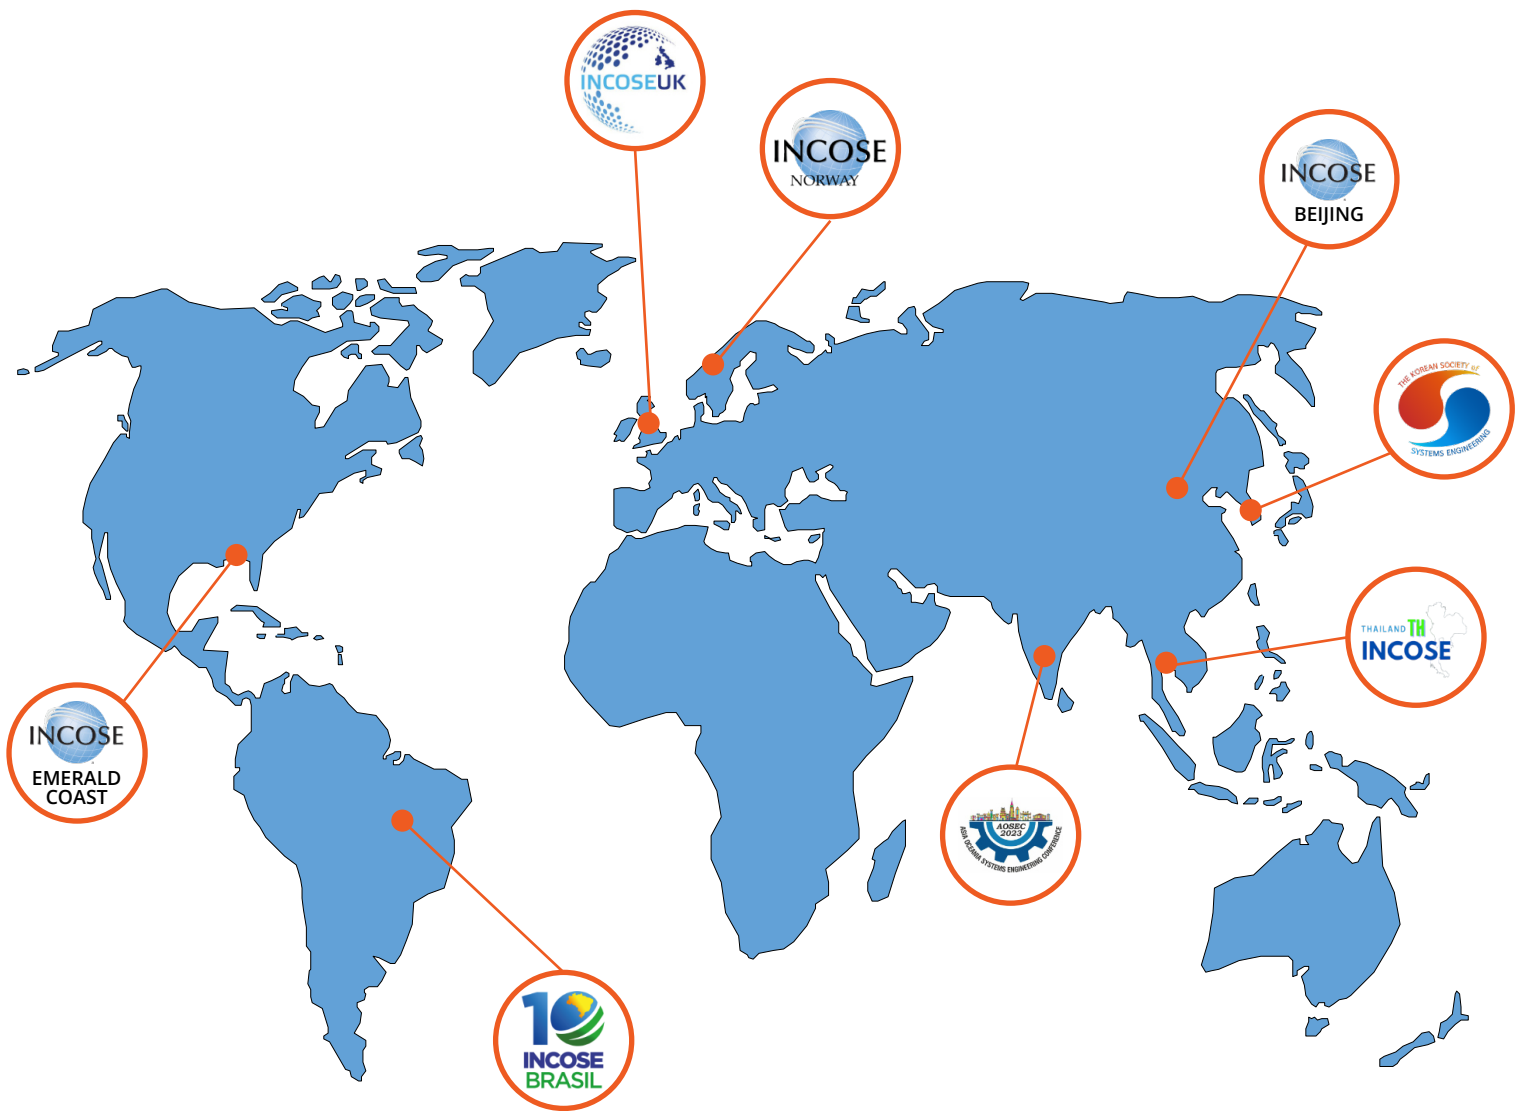 INCOSEUK
INCOSE
NORWAY
INCOSE
BEIJING
THE KOREAN SOCIETY of
SYSTEMS ENGINEERING
THAILAND TH
INCOSE
INCOSE
EMERALD
COAST
AOSEC
2023
ASIA OCEANIA SYSTEMS ENGINEERING CONFERENCE
10
INCOSE
BRASIL